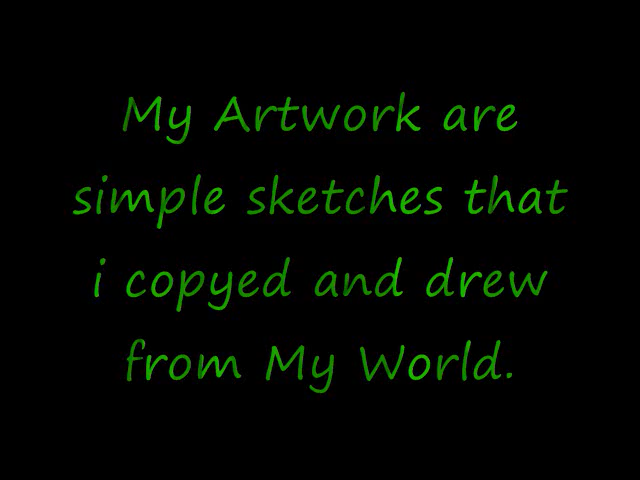 My Artwork are
simple sketches that
i copyed and drew
from My World.